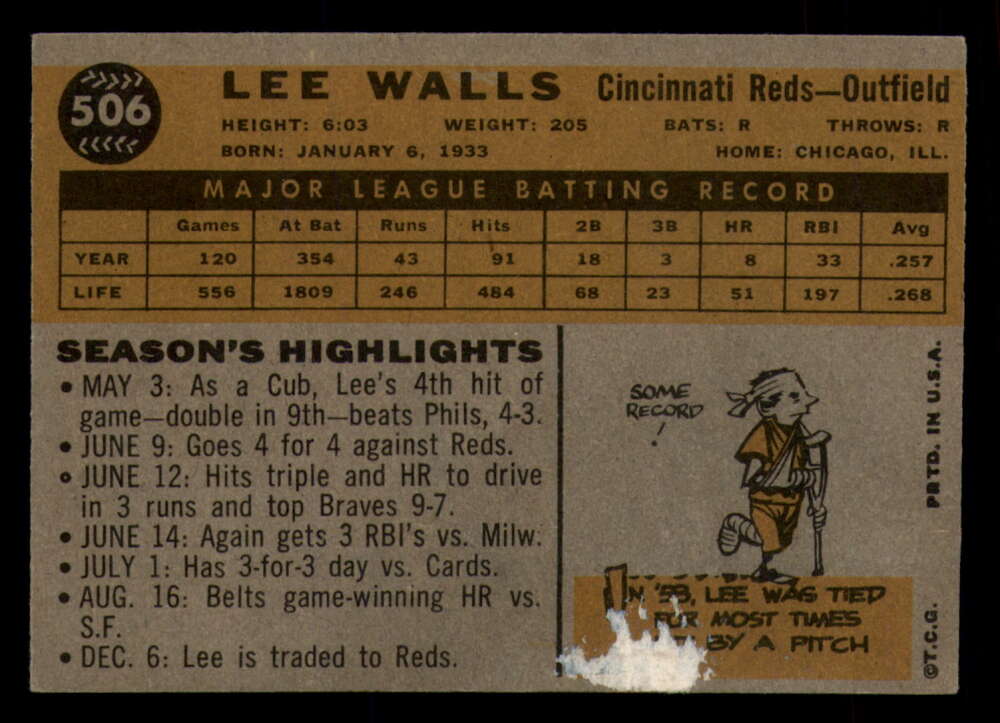 506
LEE WALLS Cincinnati Reds—Outfield
HEIGHT: 6:03 WEIGHT: 205 BATS: R THROWS: R
BORN: JANUARY 6, 1933 HOME: CHICAGO, ILL.
MAJOR LEAGUE BATTING RECORD
Games At Bat Runs Hits 2B 3B HR RBI Avg
YEAR 120 354 43 91 18 3 8 33 .257
LIFE 556 1809 246 484 68 23 51 197 .268
SEASON'S HIGHLIGHTS
• MAY 3: As a Cub, Lee's 4th hit of
game—double in 9th—beats Phils, 4-3.
• JUNE 9: Goes 4 for 4 against Reds.
• JUNE 12: Hits triple and HR to drive
in 3 runs and top Braves 9-7.
• JUNE 14: Again gets 3 RBI's vs. Milw.
• JULY 1: Has 3-for-3 day vs. Cards.
• AUG. 16: Belts game-winning HR vs.
S.F.
• DEC. 6: Lee is traded to Reds.
SOME
RECORD
!
IN '58, LEE WAS TIED
FOR MOST TIMES
BY A PITCH
PRTD. IN U.S.A.
©T.C.G.